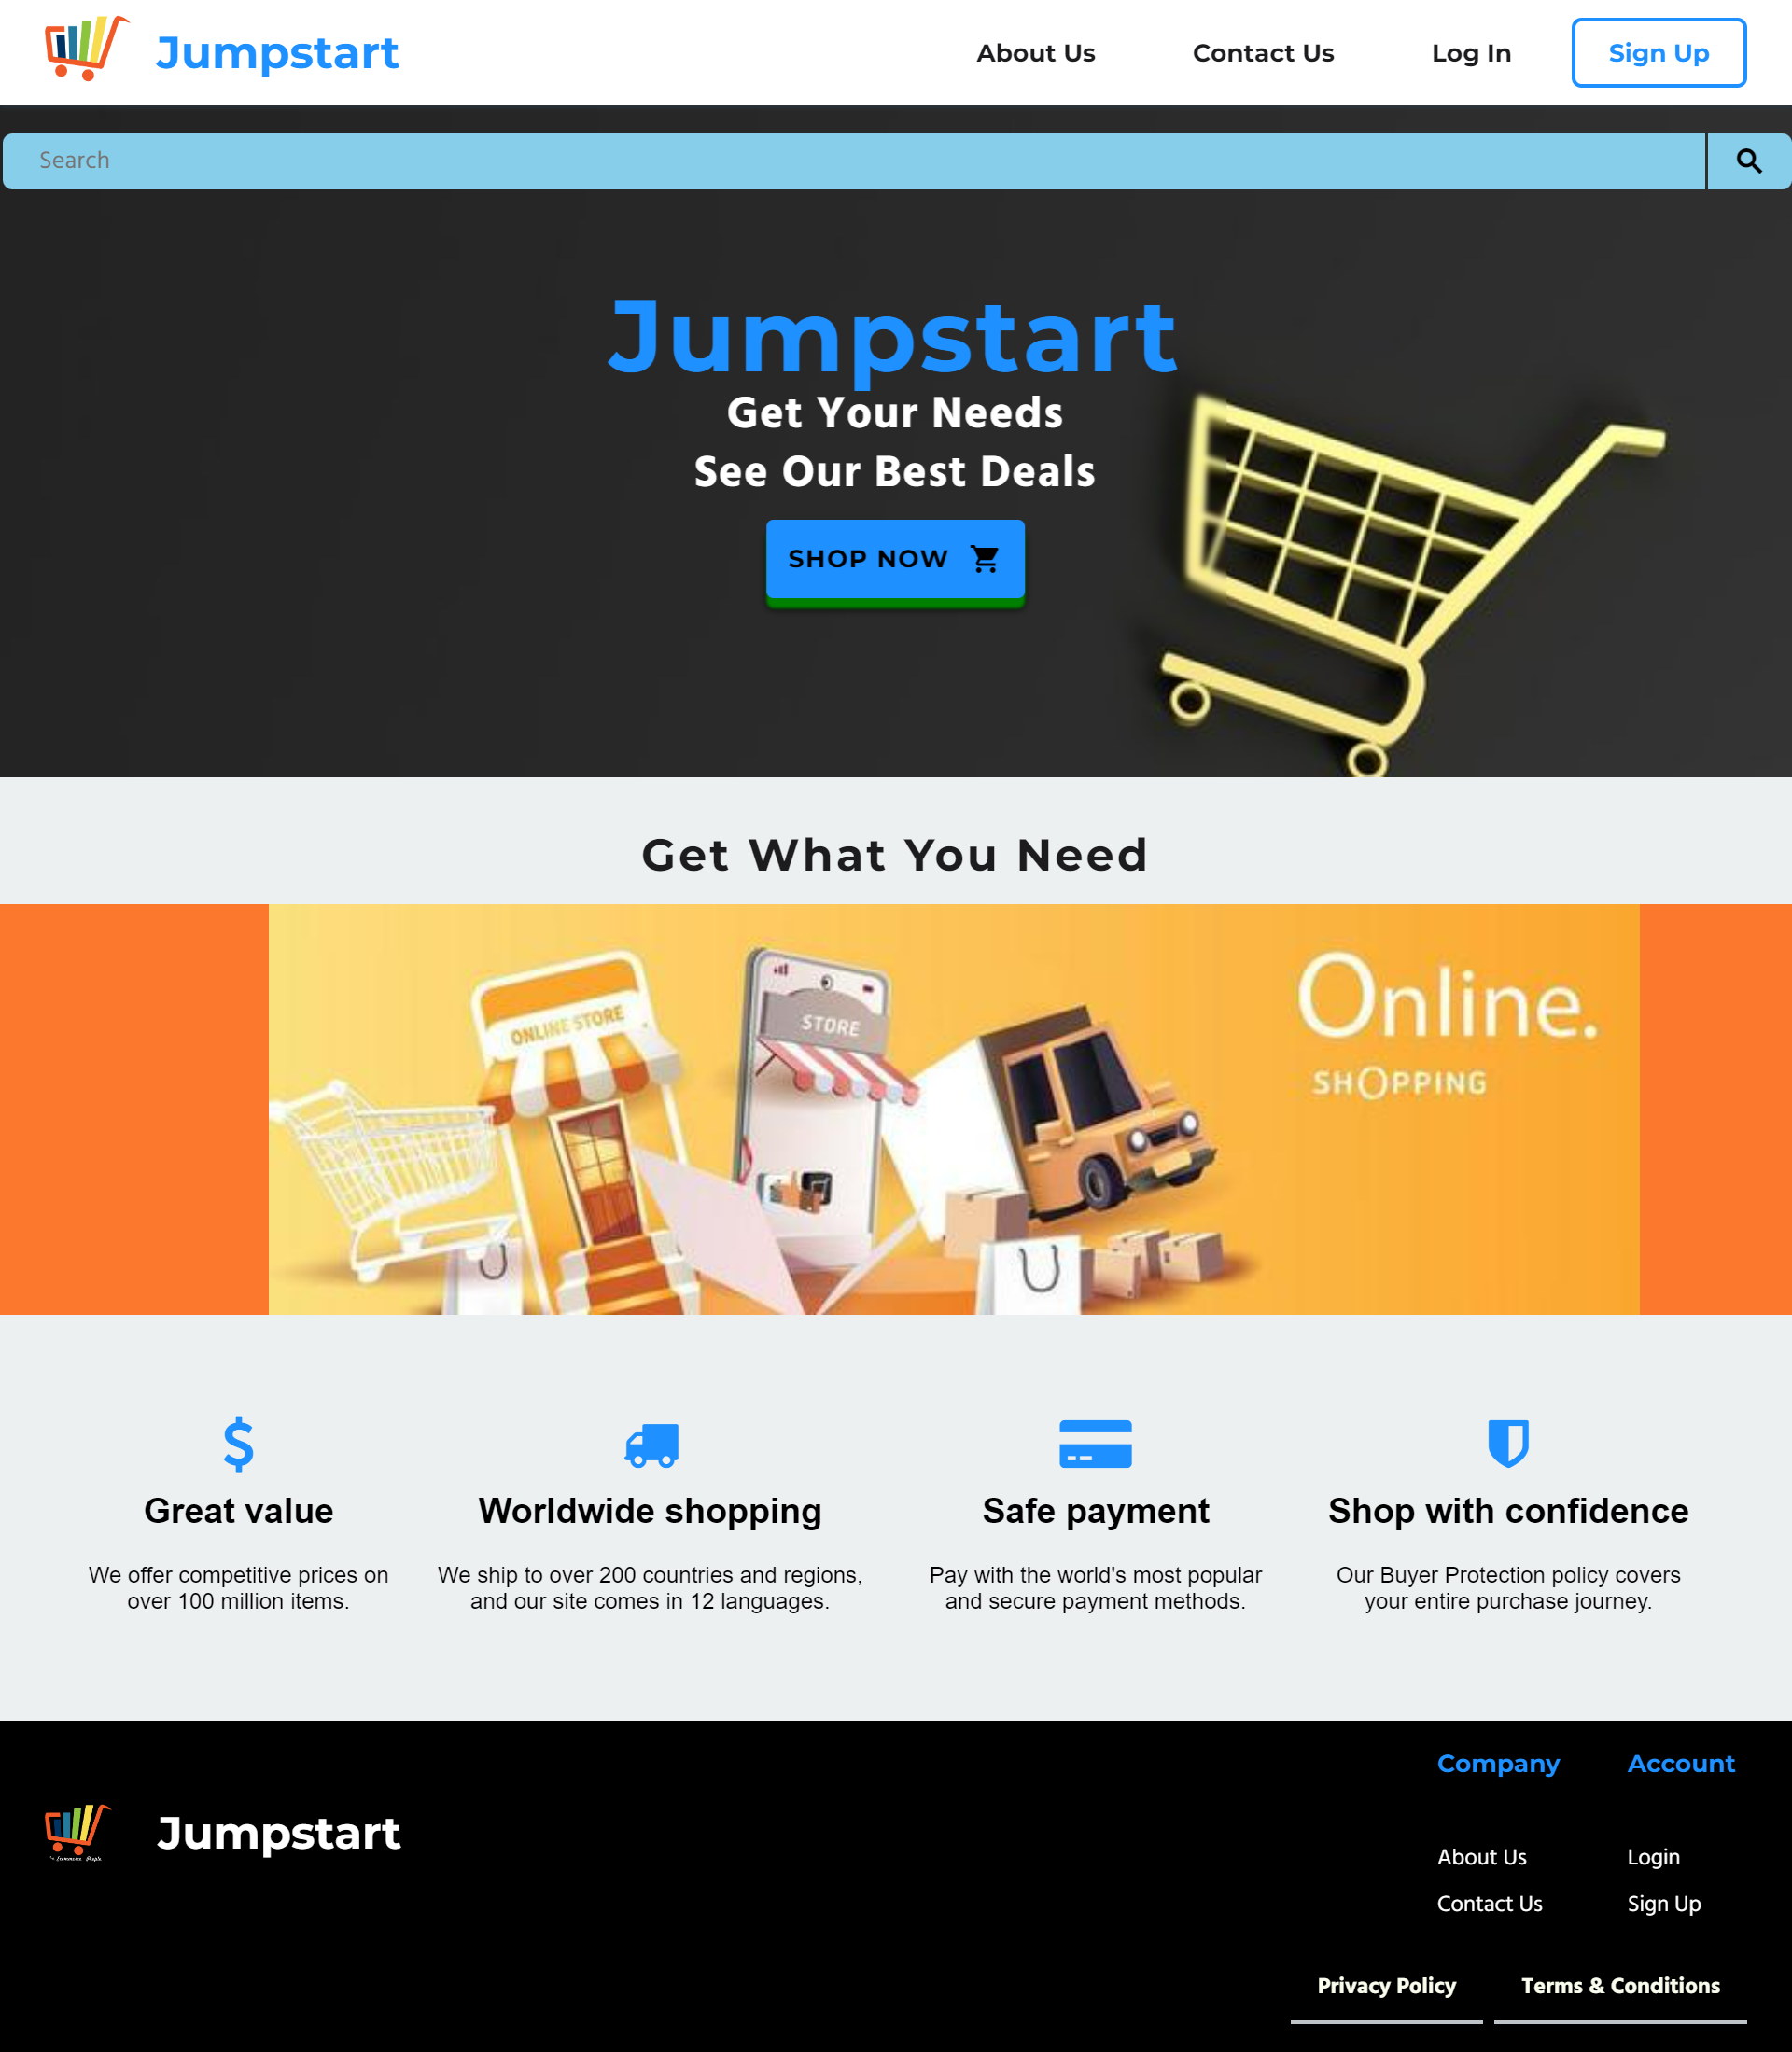 Jumpstart
About Us
Contact Us
Log In
Sign Up
Search
Jumpstart
Get Your Needs
See Our Best Deals
SHOP NOW
Get What You Need
ONLINE STORE
STORE
Online.
SHOPPING
Great value
We offer competitive prices on
over 100 million items.
Worldwide shopping
We ship to over 200 countries and regions,
and our site comes in 12 languages.
Safe payment
Pay with the world's most popular
and secure payment methods.
Shop with confidence
Our Buyer Protection policy covers
your entire purchase journey.
Jumpstart
Company
About Us
Contact Us
Account
Login
Sign Up
Privacy Policy
Terms & Conditions